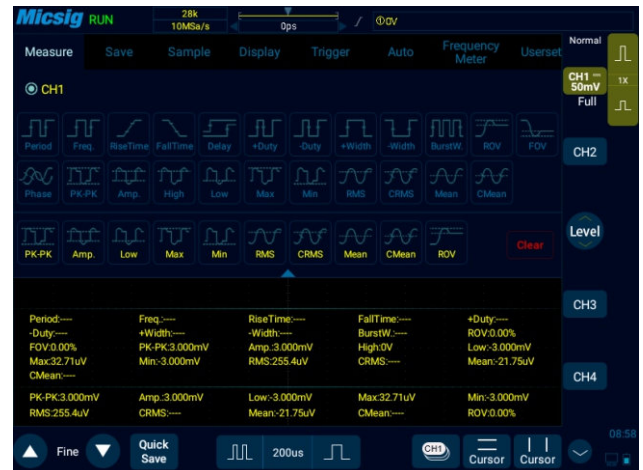 Micsig RUN 28k 10MSa/s 0ps ①0V
Measure Save Sample Display Trigger Auto Frequency Meter Userset
Normal
CH1
CH1 50mV 1X
Full
Period Freq. RiseTime FallTime Delay +Duty -Duty +Width -Width BurstW. ROV FOV
CH2
Phase PK-PK Amp. High Low Max Min RMS CRMS Mean CMean
Level
PK-PK Amp. Low Max Min RMS CRMS Mean CMean ROV Clear
CH3
Period:---- Freq.:---- RiseTime:---- FallTime:---- +Duty:----
-Duty:---- +Width:---- -Width:---- BurstW.:---- ROV:0.00%
FOV:0.00% PK-PK:3.000mV Amp.:3.000mV High:0V Low:-3.000mV
Max:32.71uV Min:-3.000mV RMS:255.4uV CRMS:---- Mean:-21.75uV
CMean:----
CH4
PK-PK:3.000mV Amp.:3.000mV Low:-3.000mV Max:32.71uV Min:-3.000mV
RMS:255.4uV CRMS:---- Mean:-21.75uV CMean:---- ROV:0.00%
08:58
Fine Quick Save 200us CH1 Cursor Cursor